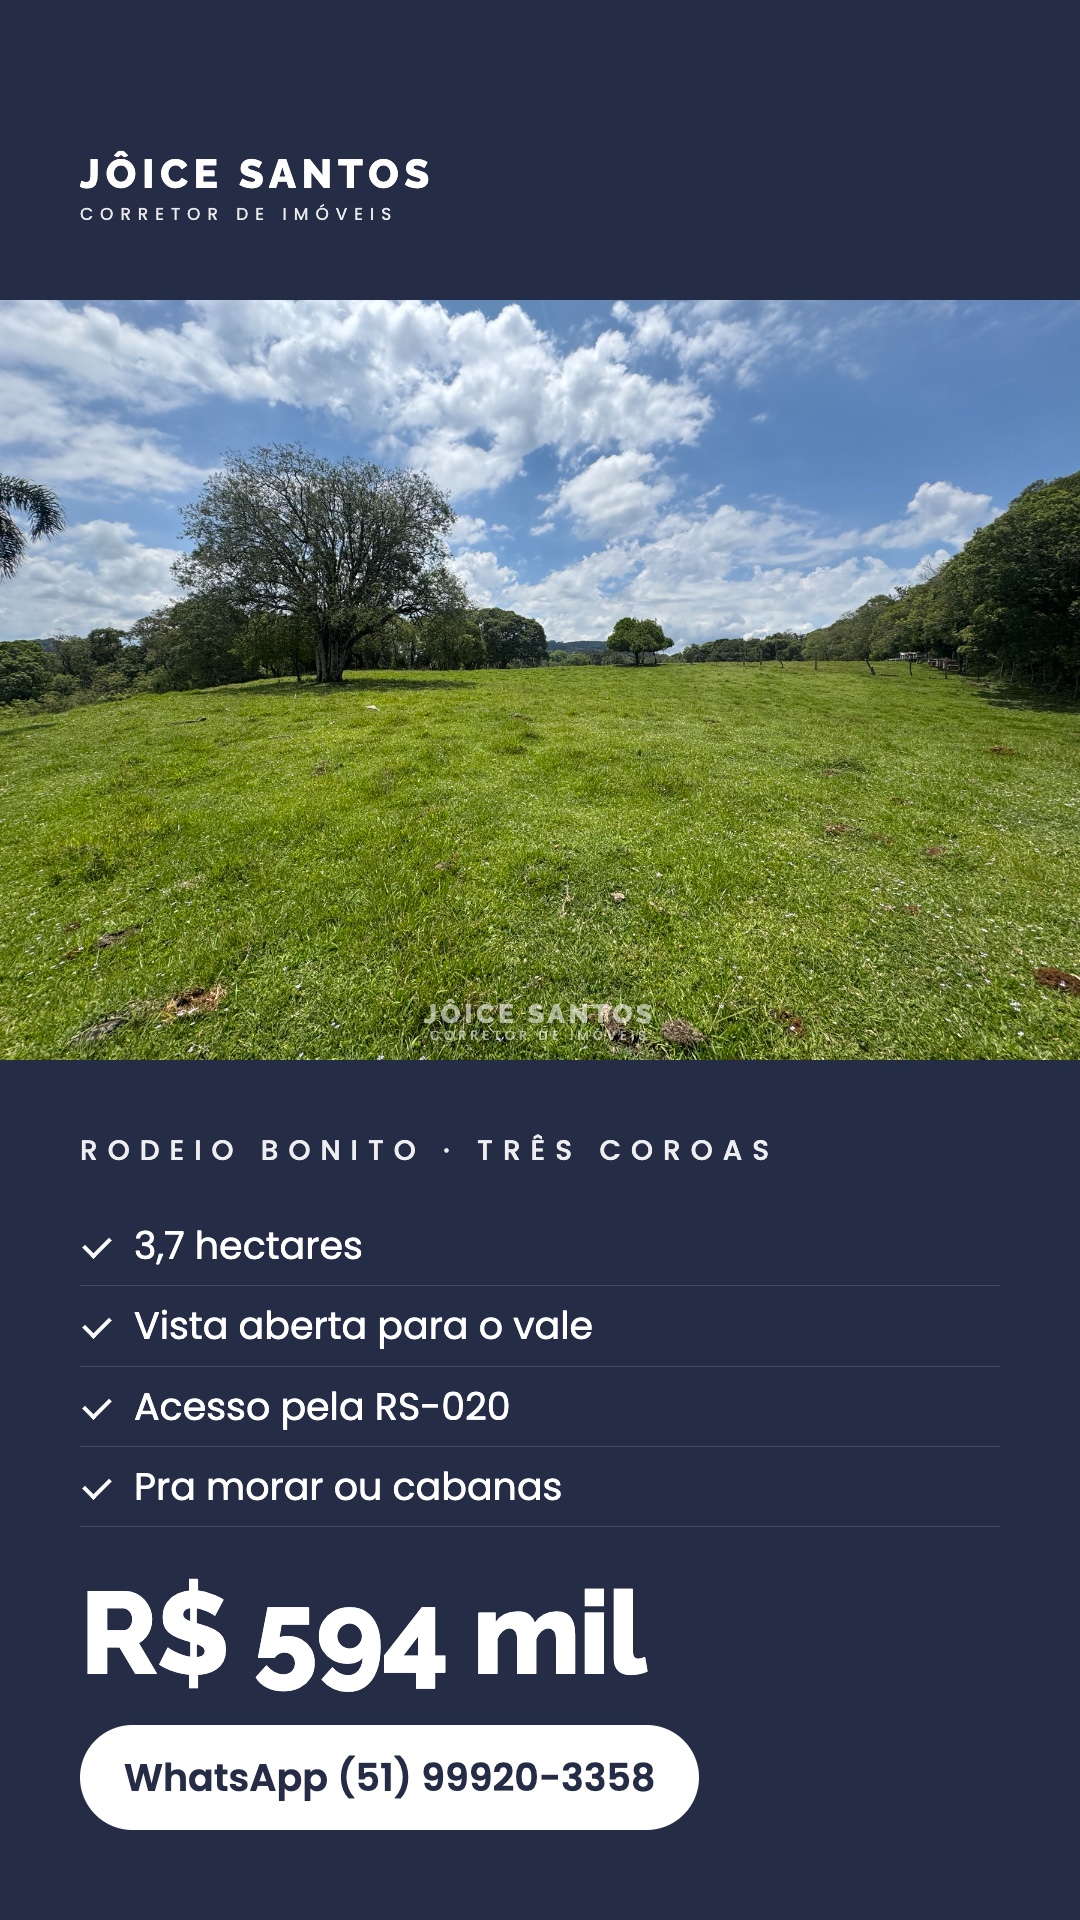 JÔICE SANTOS
CORRETOR DE IMÓVEIS
JÔICE SANTOS
CORRETOR DE IMÓVEIS
RODEIO BONITO · TRÊS COROAS
3,7 hectares
Vista aberta para o vale
Acesso pela RS-020
Pra morar ou cabanas
R$ 594 mil
WhatsApp (51) 99920-3358